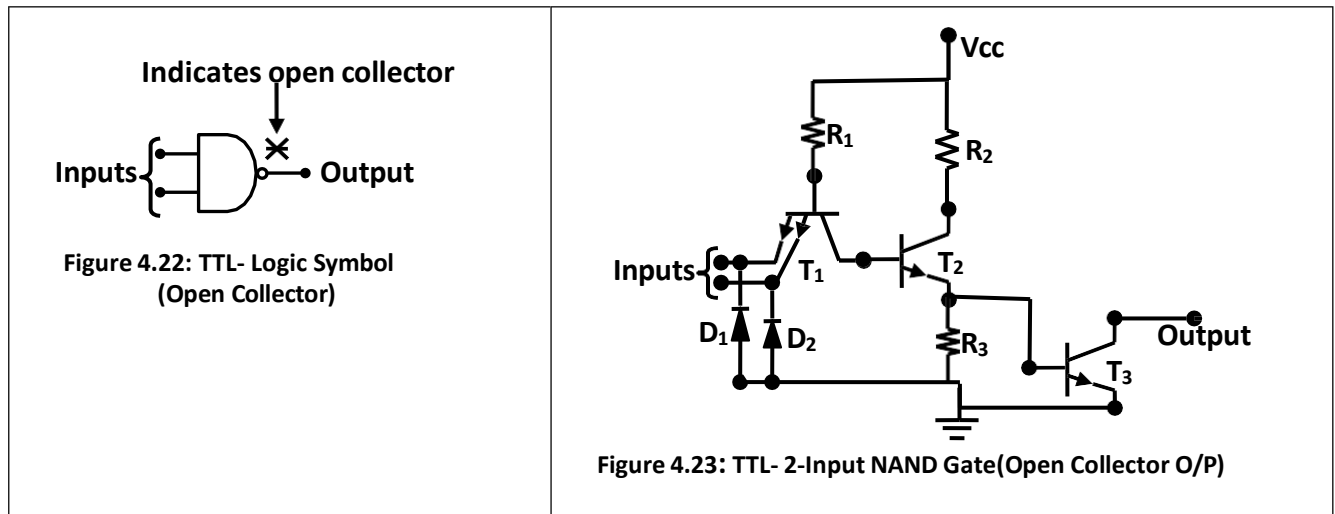 Indicates open collector
Inputs
Output
Figure 4.22: TTL- Logic Symbol
(Open Collector)
Vcc
R1
R2
Inputs
T1
T2
D1
D2
R3
Output
T3
Figure 4.23: TTL- 2-Input NAND Gate(Open Collector O/P)